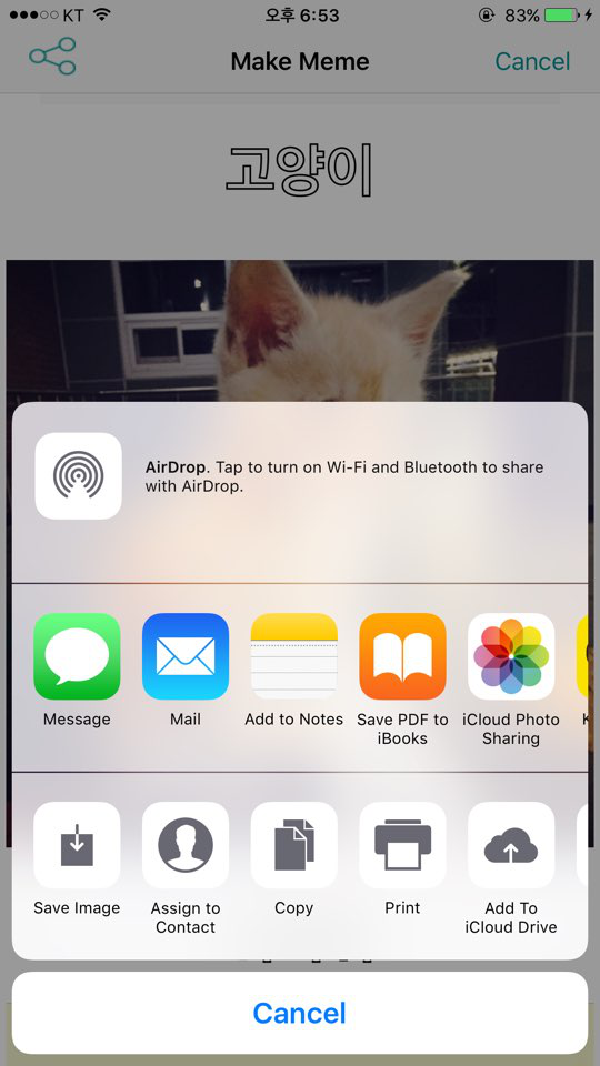 KT 오후 6:53 83%
Make Meme Cancel
고양이
AirDrop. Tap to turn on Wi-Fi and Bluetooth to share
with AirDrop.
Message Mail Add to Notes Save PDF to iBooks iCloud Photo Sharing
Save Image Assign to Contact Copy Print Add To iCloud Drive
Cancel